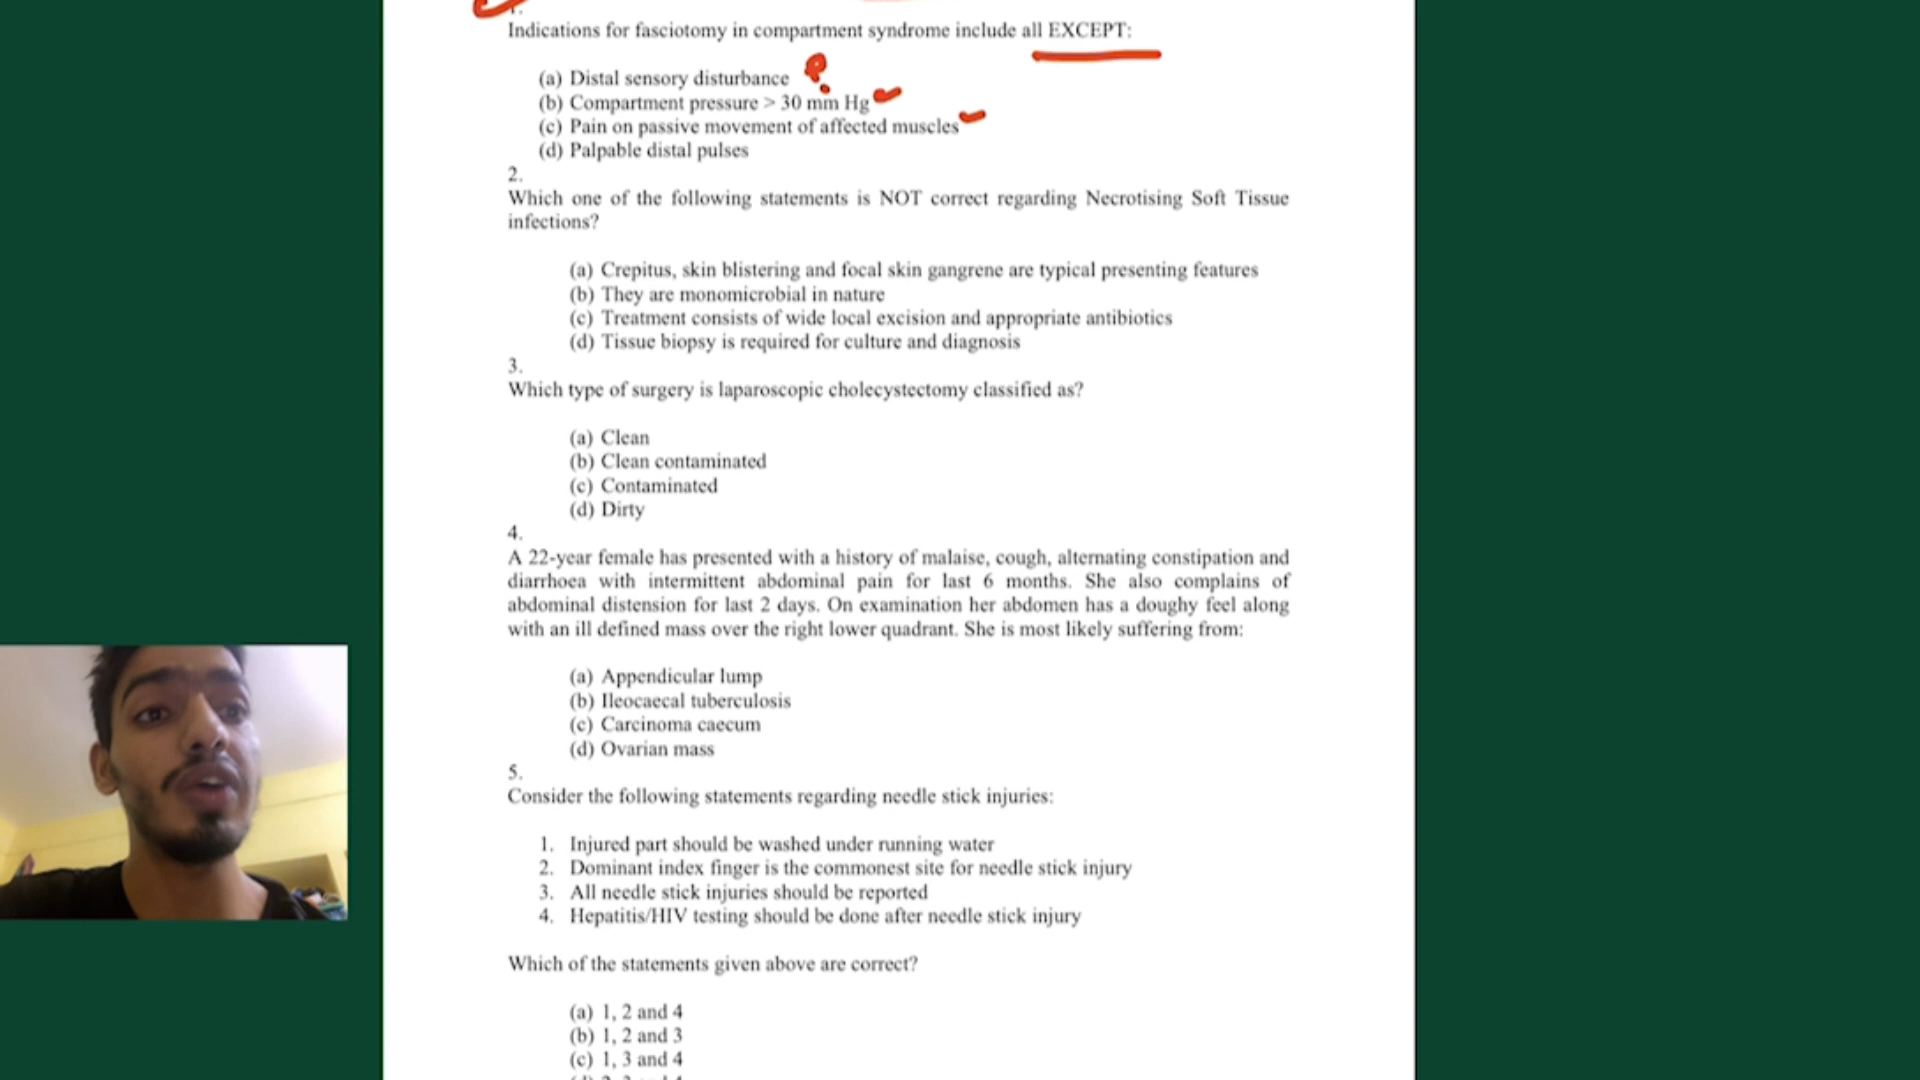 1.
Indications for fasciotomy in compartment syndrome include all EXCEPT:
(a) Distal sensory disturbance
(b) Compartment pressure > 30 mm Hg
(c) Pain on passive movement of affected muscles
(d) Palpable distal pulses
2.
Which one of the following statements is NOT correct regarding Necrotising Soft Tissue
infections?
(a) Crepitus, skin blistering and focal skin gangrene are typical presenting features
(b) They are monomicrobial in nature
(c) Treatment consists of wide local excision and appropriate antibiotics
(d) Tissue biopsy is required for culture and diagnosis
3.
Which type of surgery is laparoscopic cholecystectomy classified as?
(a) Clean
(b) Clean contaminated
(c) Contaminated
(d) Dirty
4.
A 22-year female has presented with a history of malaise, cough, alternating constipation and
diarrhoea with intermittent abdominal pain for last 6 months. She also complains of
abdominal distension for last 2 days. On examination her abdomen has a doughy feel along
with an ill defined mass over the right lower quadrant. She is most likely suffering from:
(a) Appendicular lump
(b) Ileocaecal tuberculosis
(c) Carcinoma caecum
(d) Ovarian mass
5.
Consider the following statements regarding needle stick injuries:
1. Injured part should be washed under running water
2. Dominant index finger is the commonest site for needle stick injury
3. All needle stick injuries should be reported
4. Hepatitis/HIV testing should be done after needle stick injury
Which of the statements given above are correct?
(a) 1, 2 and 4
(b) 1, 2 and 3
(c) 1, 3 and 4